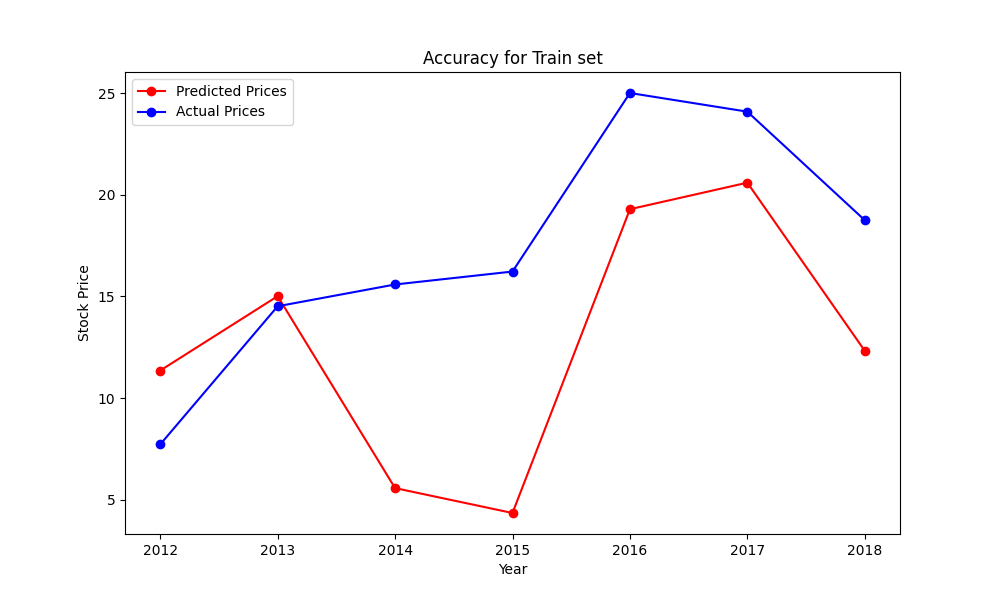 Accuracy for Train set
Predicted Prices
Actual Prices
25
20
15
10
5
Stock Price
2012 2013 2014 2015 2016 2017 2018
Year